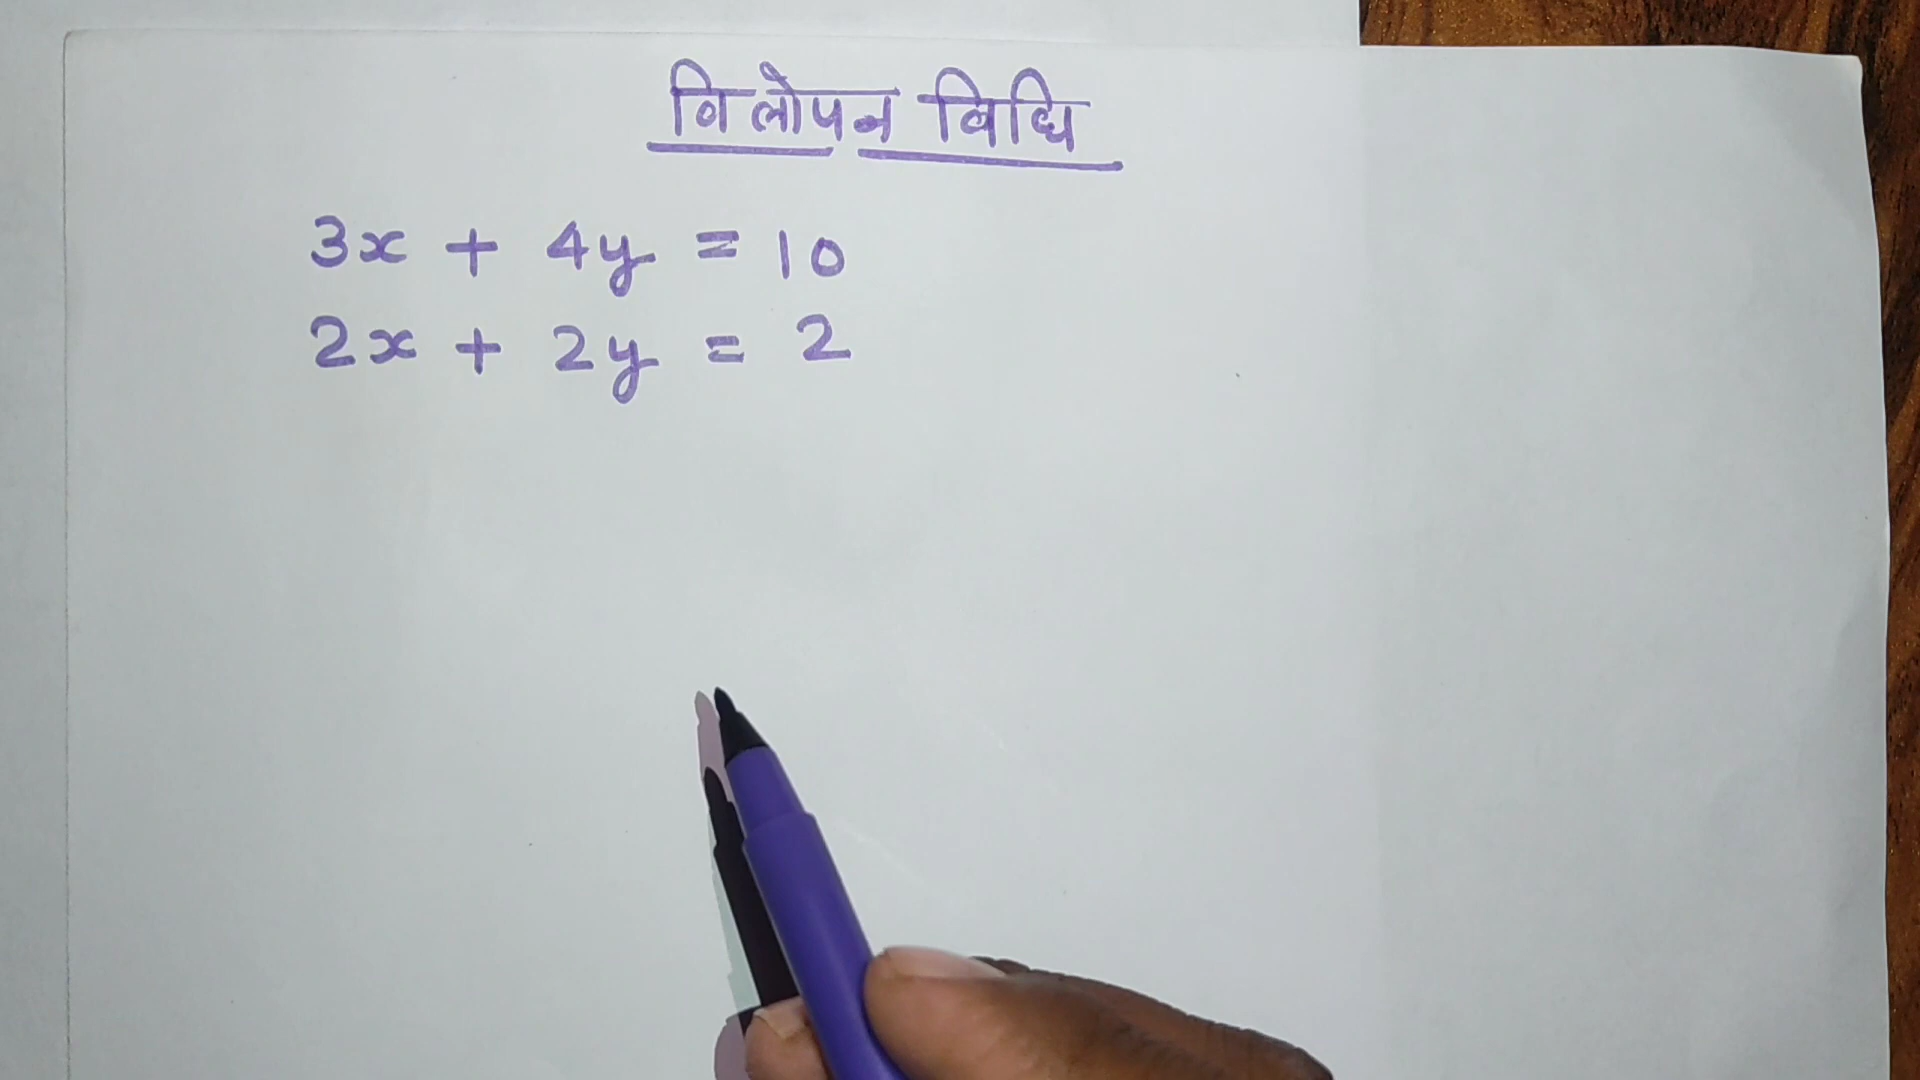 विलोपन विधि
3x + 4y = 10
2x + 2y = 2